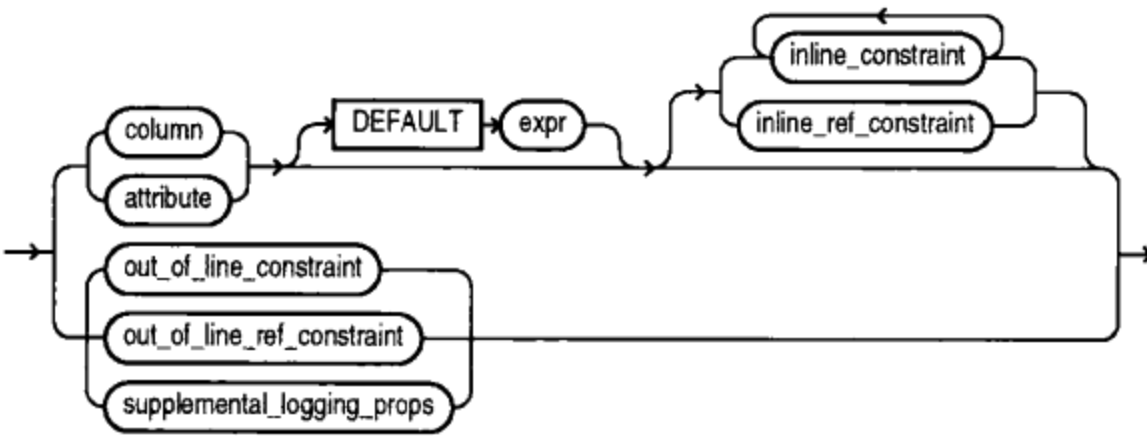 inline_constraint
column
DEFAULT expr
inline_ref_constraint
attribute
out_of_line_constraint
out_of_line_ref_constraint
supplemental_logging_props